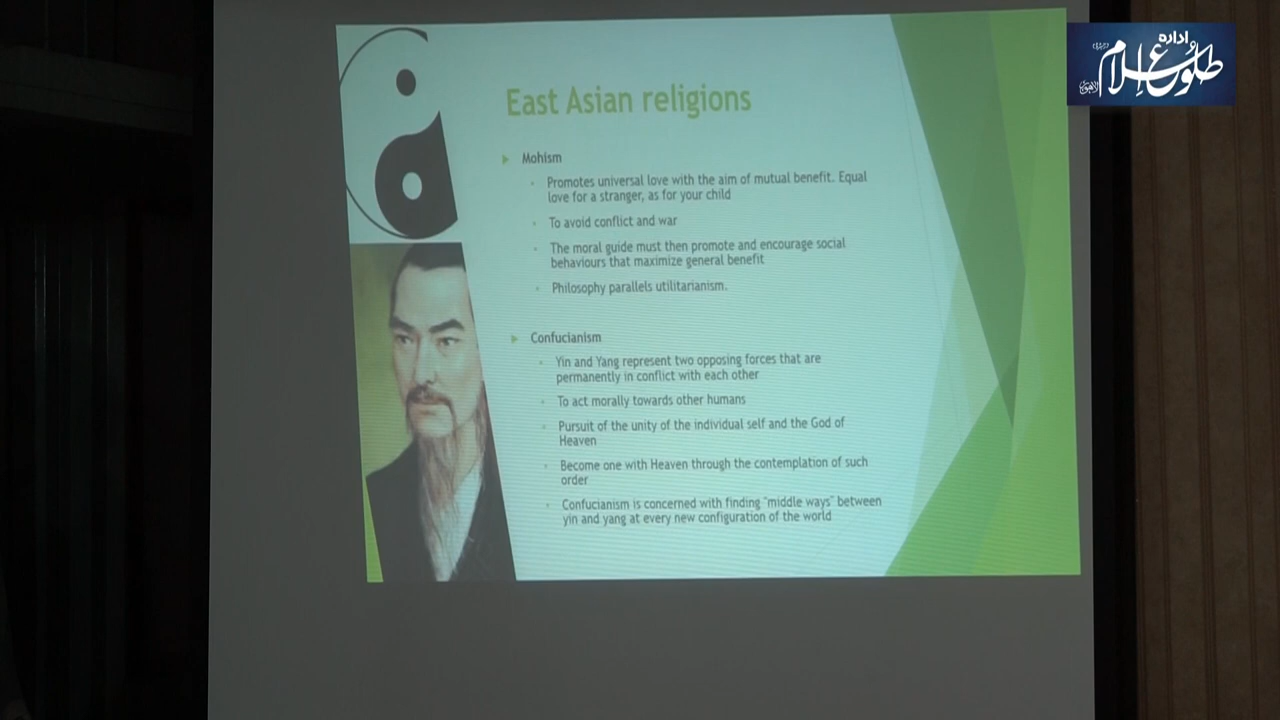 East Asian religions
Mohism
Promotes universal love with the aim of mutual benefit. Equal
love for a stranger, as for your child
To avoid conflict and war
The moral guide must then promote and encourage social
behaviours that maximize general benefit
Philosophy parallels utilitarianism.
Confucianism
Yin and Yang represent two opposing forces that are
permanently in conflict with each other
To act morally towards other humans
Pursuit of the unity of the individual self and the God of
Heaven
Become one with Heaven through the contemplation of such
order
Confucianism is concerned with finding "middle ways" between
yin and yang at every new configuration of the world
ادارہ
طلوع اسلام
لاہور